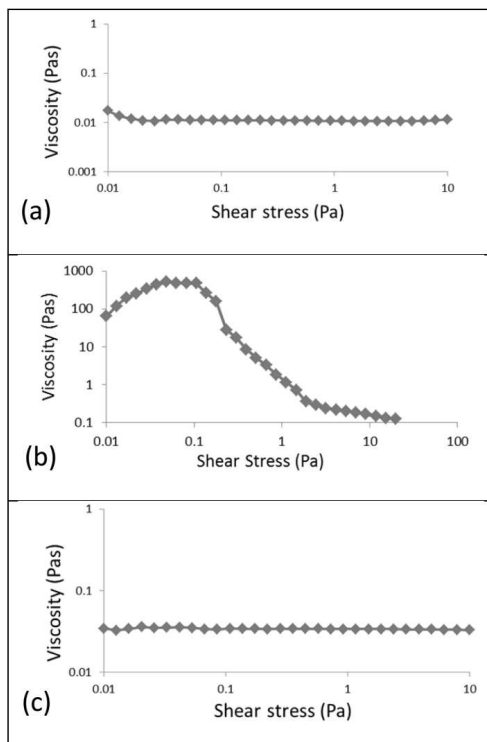 1
0.1
0.01
0.001
Viscosity (Pas)
0.01 0.1 1 10
Shear stress (Pa)
(a)
1000
100
10
1
0.1
Viscosity (Pas)
0.01 0.1 1 10 100
Shear Stress (Pa)
(b)
1
0.1
0.01
Viscosity (Pas)
0.01 0.1 1 10
Shear stress (Pa)
(c)